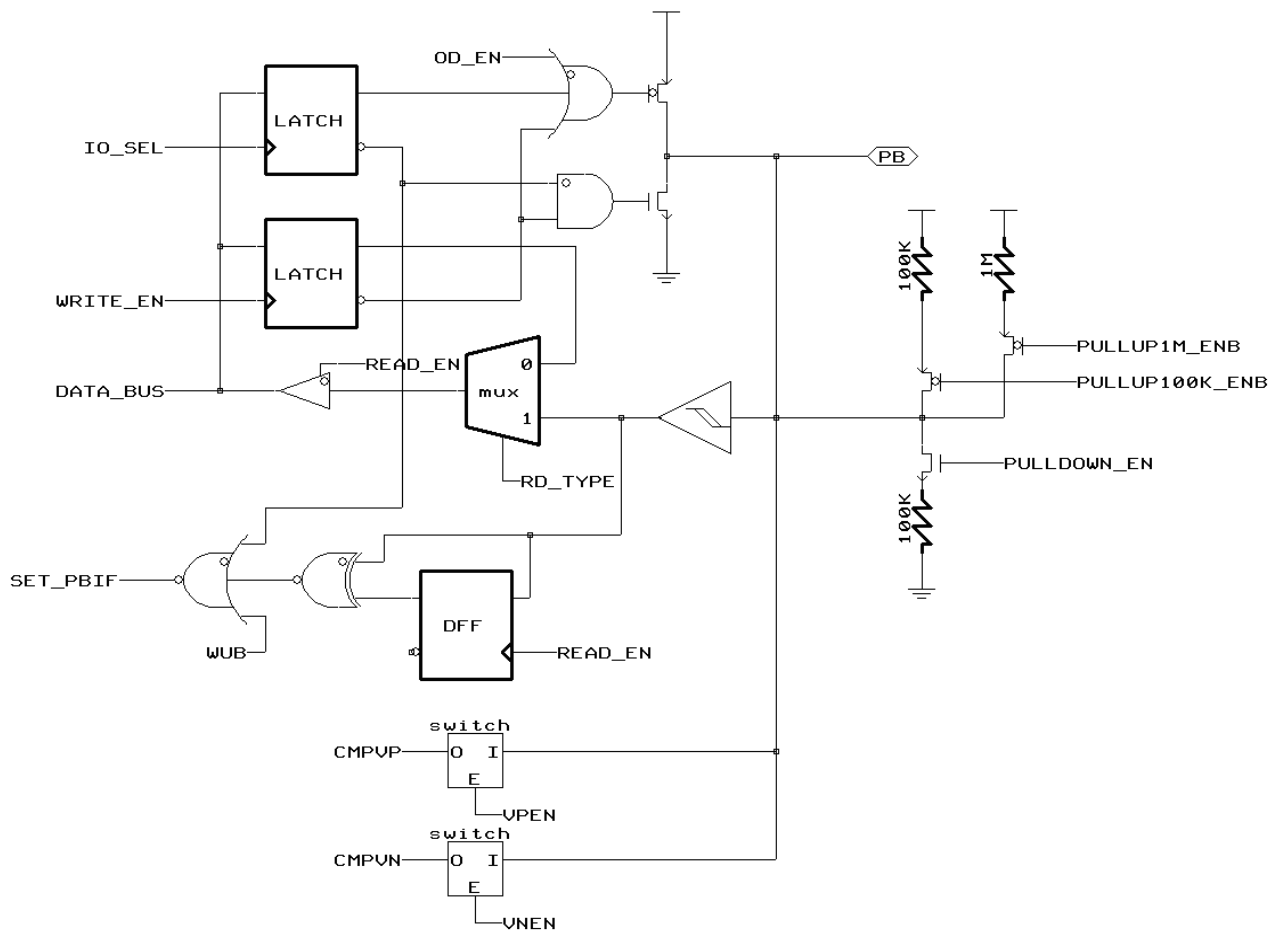 OD_EN
LATCH
IO_SEL
PB
LATCH
WRITE_EN
100K
1M
READ_EN
0
PULLUP1M_ENB
PULLUP100K_ENB
DATA_BUS
mux
1
PULLDOWN_EN
RD_TYPE
100K
SET_PBIF
DFF
WUB
READ_EN
switch
CMPVP
O I
E
VPEN
switch
CMPVN
O I
E
VNEN